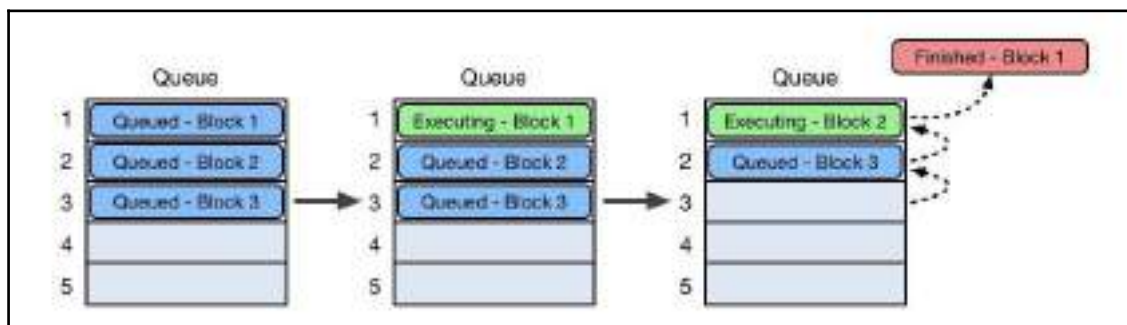 Finished - Block 1
Queue
Queue
Queue
1 Queued - Block 1
1 Executing - Block 1
1 Executing - Block 2
2 Queued - Block 2
2 Queued - Block 2
2 Queued - Block 3
3 Queued - Block 3
3 Queued - Block 3
3
4
4
4
5
5
5